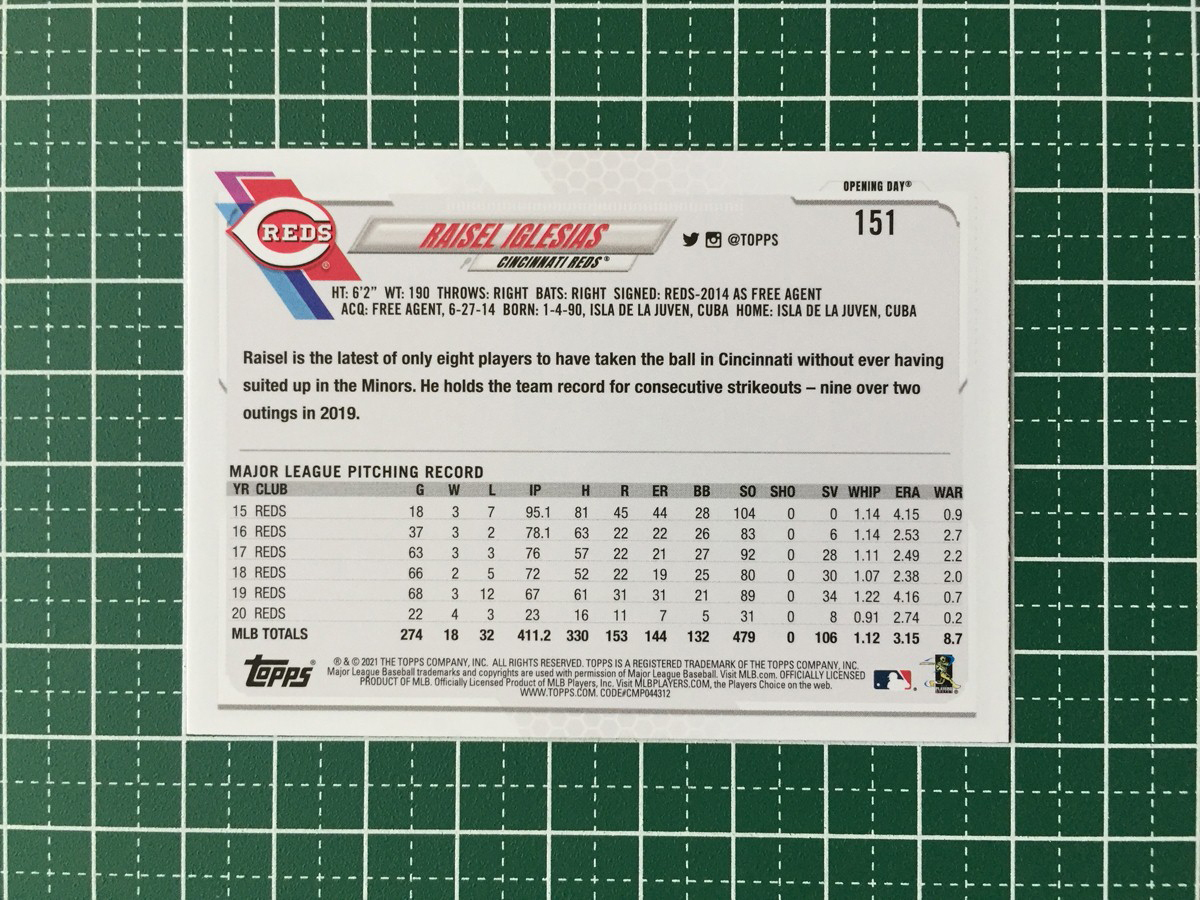 OPENING DAY®
151
REDS
®
RAISEL IGLESIAS
CINCINNATI REDS®
@TOPPS
HT: 6'2" WT: 190 THROWS: RIGHT BATS: RIGHT SIGNED: REDS-2014 AS FREE AGENT
ACQ: FREE AGENT, 6-27-14 BORN: 1-4-90, ISLA DE LA JUVEN, CUBA HOME: ISLA DE LA JUVEN, CUBA
Raisel is the latest of only eight players to have taken the ball in Cincinnati without ever having
suited up in the Minors. He holds the team record for consecutive strikeouts – nine over two
outings in 2019.
MAJOR LEAGUE PITCHING RECORD
YR CLUB G W L IP H R ER BB SO SHO SV WHIP ERA WAR
15 REDS 18 3 7 95.1 81 45 44 28 104 0 0 1.14 4.15 0.9
16 REDS 37 3 2 78.1 63 22 22 26 83 0 6 1.14 2.53 2.7
17 REDS 63 3 3 76 57 22 21 27 92 0 28 1.11 2.49 2.2
18 REDS 66 2 5 72 52 22 19 25 80 0 30 1.07 2.38 2.0
19 REDS 68 3 12 67 61 31 31 21 89 0 34 1.22 4.16 0.7
20 REDS 22 4 3 23 16 11 7 5 31 0 8 0.91 2.74 0.2
MLB TOTALS 274 18 32 411.2 330 153 144 132 479 0 106 1.12 3.15 8.7
TOPPS®
® & © 2021 THE TOPPS COMPANY, INC. ALL RIGHTS RESERVED. TOPPS IS A REGISTERED TRADEMARK OF THE TOPPS COMPANY, INC.
Major League Baseball trademarks and copyrights are used with permission of Major League Baseball. Visit MLB.com. OFFICIALLY LICENSED
PRODUCT OF MLB. Officially Licensed Product of MLB Players, Inc. Visit MLBPLAYERS.COM, the Players Choice on the web.
WWW.TOPPS.COM. CODE#CMP044312